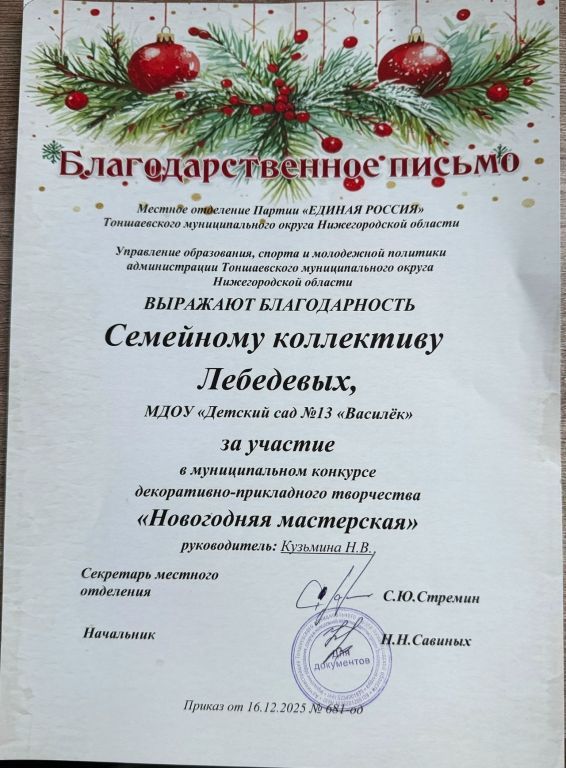 Благодарственное письмо
Местное отделение Партии «ЕДИНАЯ РОССИЯ»
Тоншаевского муниципального округа Нижегородской области
Управление образования, спорта и молодежной политики
администрации Тоншаевского муниципального округа
Нижегородской области
ВЫРАЖАЮТ БЛАГОДАРНОСТЬ
Семейному коллективу
Лебедевых,
МДОУ «Детский сад №13 «Василёк»
за участие
в муниципальном конкурсе
декоративно-прикладного творчества
«Новогодняя мастерская»
руководитель: Кузьмина Н.В.
Секретарь местного
отделения
С.Ю.Стремин
Начальник
Н.Н.Савиных
для
документов
Приказ от 16.12.2025 № 681-од